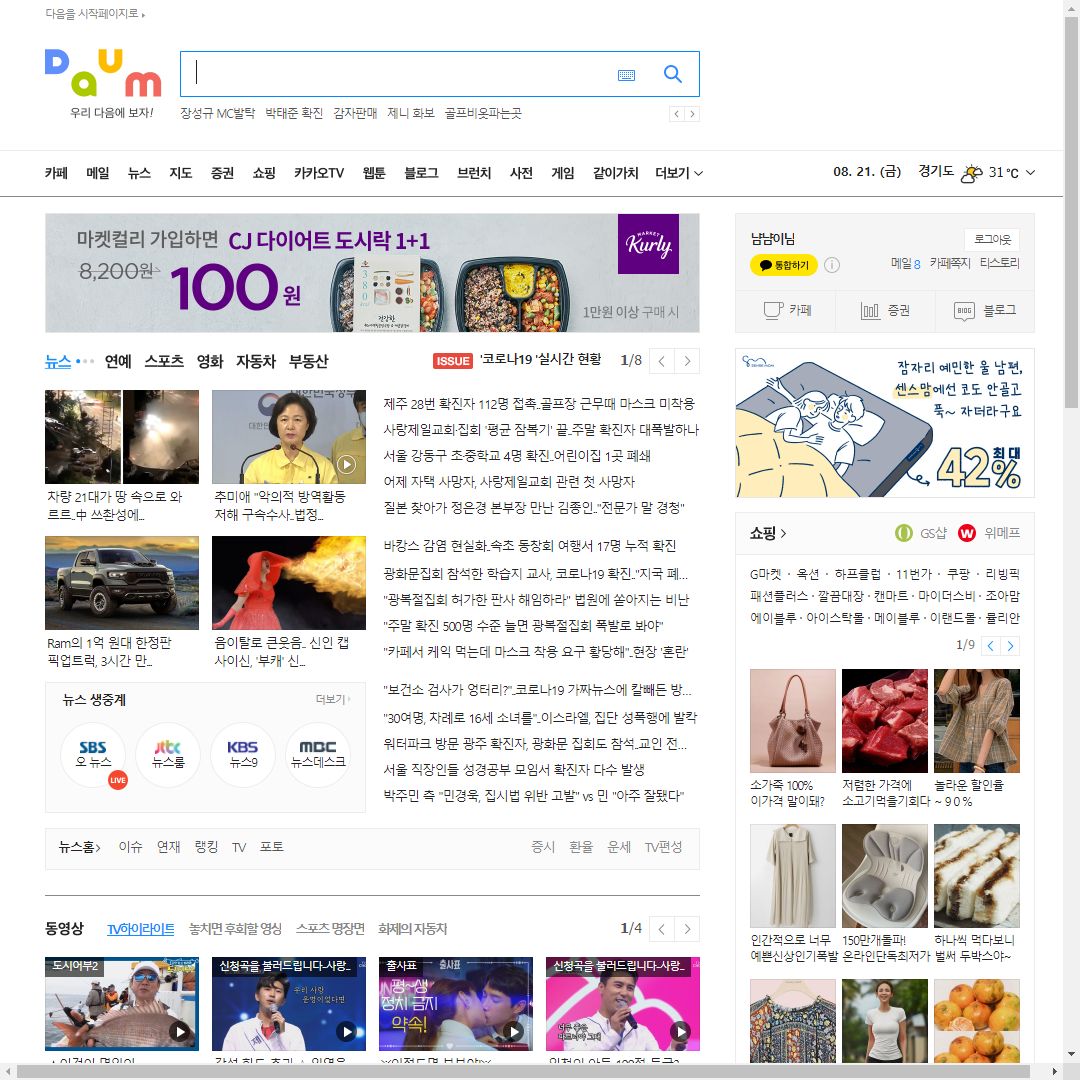 다음을 시작페이지로
Daum
우리 다음에 보자!
장성규 MC발탁 박태준 확진 감자판매 제니 화보 골프비옷파는곳
카페 메일 뉴스 지도 증권 쇼핑 카카오TV 웹툰 블로그 브런치 사전 게임 같이가치 더보기
08. 21. (금) 경기도 31℃
마켓컬리 가입하면 CJ 다이어트 도시락 1+1
8,200원
100원
380
MARKET
Kurly
1만원 이상 구매 시
냠냠이님
로그아웃
통합하기
메일 8 카페쪽지 티스토리
카페 증권 블로그
뉴스 연예 스포츠 영화 자동차 부동산
ISSUE '코로나19 '실시간 현황 1/8
차량 21대가 땅 속으로 와
르르..中 쓰촨성에...
추미애 "악의적 방역활동
저해 구속수사..법정...
Ram의 1억 원대 한정판
픽업트럭, 3시간 만...
음이탈로 큰웃음.. 신인 캡
사이신, '부캐' 신...
제주 28번 확진자 112명 접촉..골프장 근무때 마스크 미착용
사랑제일교회·집회 '평균 잠복기' 끝..주말 확진자 대폭발하나
서울 강동구 초중학교 4명 확진..어린이집 1곳 폐쇄
어제 자택 사망자, 사랑제일교회 관련 첫 사망자
질본 찾아가 정은경 본부장 만난 김종인.."전문가 말 경청"
바캉스 감염 현실화..속초 동창회 여행서 17명 누적 확진
광화문집회 참석한 학습지 교사, 코로나19 확진.."지국 폐...
"광복절집회 허가한 판사 해임하라" 법원에 쏟아지는 비난
"주말 확진 500명 수준 늘면 광복절집회 폭발로 봐야"
"카페서 케익 먹는데 마스크 착용 요구 황당해"..현장 '혼란'
"보건소 검사가 엉터리?"..코로나19 가짜뉴스에 칼빼든 방...
"30여명, 차례로 16세 소녀를"..이스라엘, 집단 성폭행에 발칵
워터파크 방문 광주 확진자, 광화문 집회도 참석..교인 전...
서울 직장인들 성경공부 모임서 확진자 다수 발생
박주민 측 "민경욱, 집시법 위반 고발" vs 민 "아주 잘됐다"
뉴스 생중계 더보기
SBS
오 뉴스
LIVE
jtbc
뉴스룸
KBS
뉴스9
MBC
뉴스데스크
뉴스홈 이슈 연재 랭킹 TV 포토 증시 환율 운세 TV편성
동영상 TV하이라이트 놓치면 후회할 영상 스포츠 명장면 화제의 자동차 1/4
도시어부2
신청곡을 불러드립니다-사랑...
우리 사랑
운명이었다면
출사표
평~생
정치 금지
약속!
신청곡을 불러드립니다-사랑...
잠자리 예민한 울 남편,
센스맘에선 코도 안골고
푹~ 자더라구요
최대
42%
쇼핑 GS샵 위메프
G마켓 · 옥션 · 하프클럽 · 11번가 · 쿠팡 · 리빙픽
패션플러스 · 깔끔대장 · 캔마트 · 마이더스비 · 조아맘
에이블루 · 아이스탁몰 · 메이블루 · 이랜드몰 · 뮬리안
1/9
소가죽 100%
이가격 말이돼?
저렴한 가격에
소고기먹을기회다
놀라운 할인율
~ 9 0 %
인간적으로 너무
예쁜신상인기폭발
150만개돌파!
온라인단독최저가
하나씩 먹다보니
벌써 두박스야~